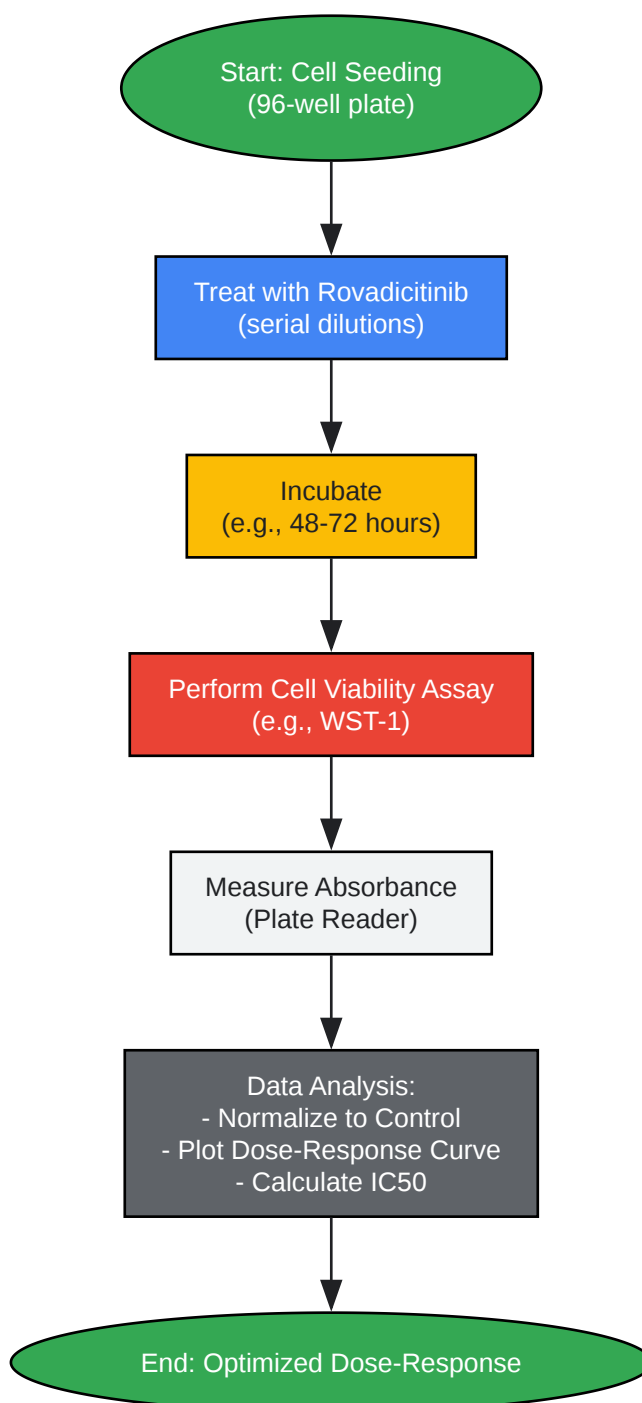 Start: Cell Seeding
(96-well plate)
Treat with Rovadicitinib
(serial dilutions)
Incubate
(e.g., 48-72 hours)
Perform Cell Viability Assay
(e.g., WST-1)
Measure Absorbance
(Plate Reader)
Data Analysis:
- Normalize to Control
- Plot Dose-Response Curve
- Calculate IC50
End: Optimized Dose-Response